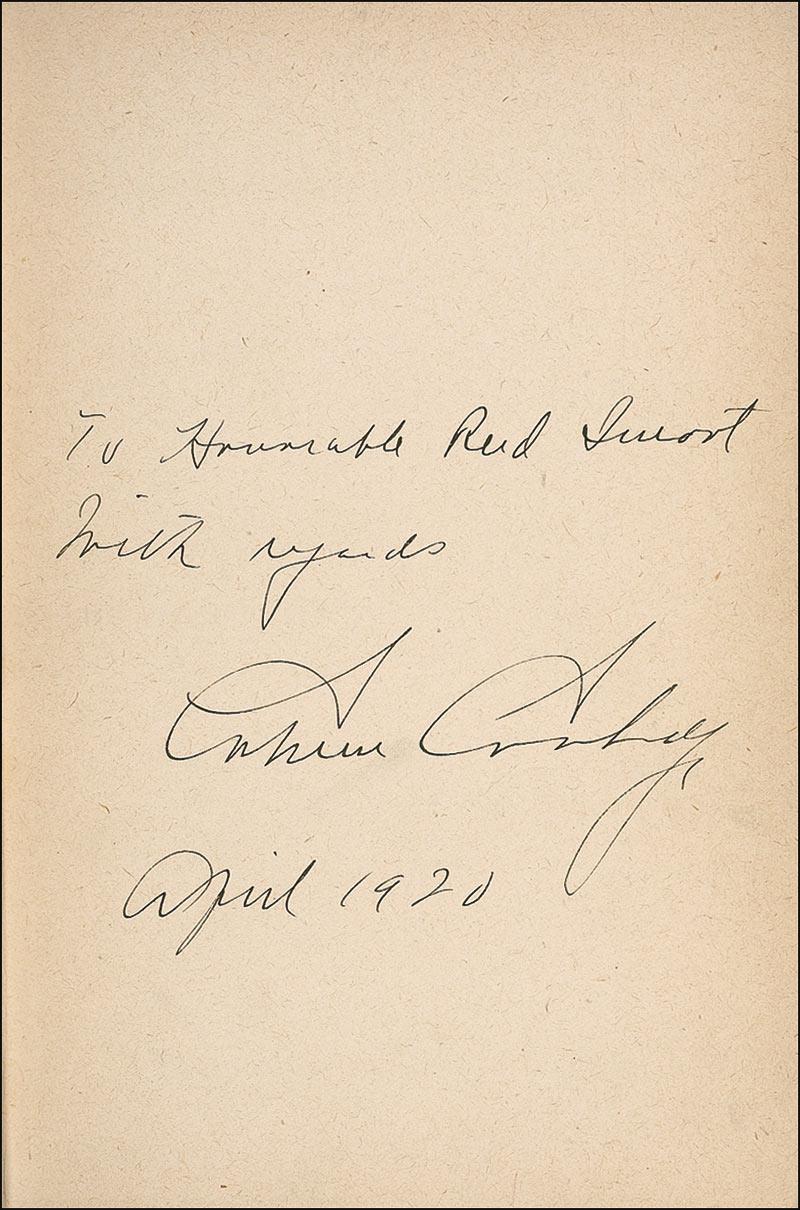 To Honorable Reed Smoot
With regards
Calvin Coolidge
April 1920